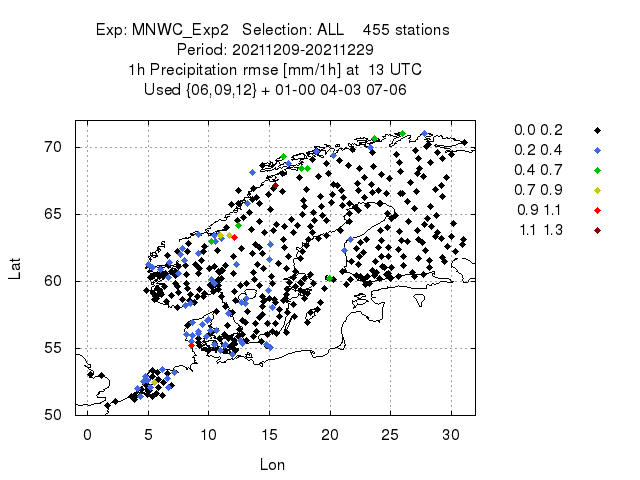 Exp: MNWC_Exp2   Selection: ALL    455 stations
Period: 20211209-20211229
1h Precipitation rmse [mm/1h] at  13 UTC
Used {06,09,12} + 01-00 04-03 07-06
70
65
60
55
50
Lat
0 5 10 15 20 25 30
Lon
0.0 0.2
0.2 0.4
0.4 0.7
0.7 0.9
0.9 1.1
1.1 1.3